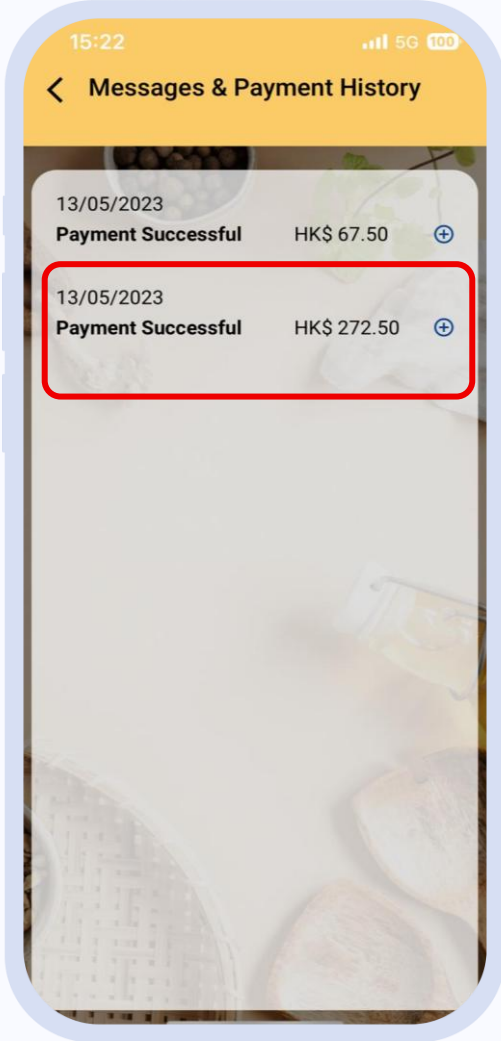 15:22 5G 100
Messages & Payment History
13/05/2023
Payment Successful HK$ 67.50
13/05/2023
Payment Successful HK$ 272.50